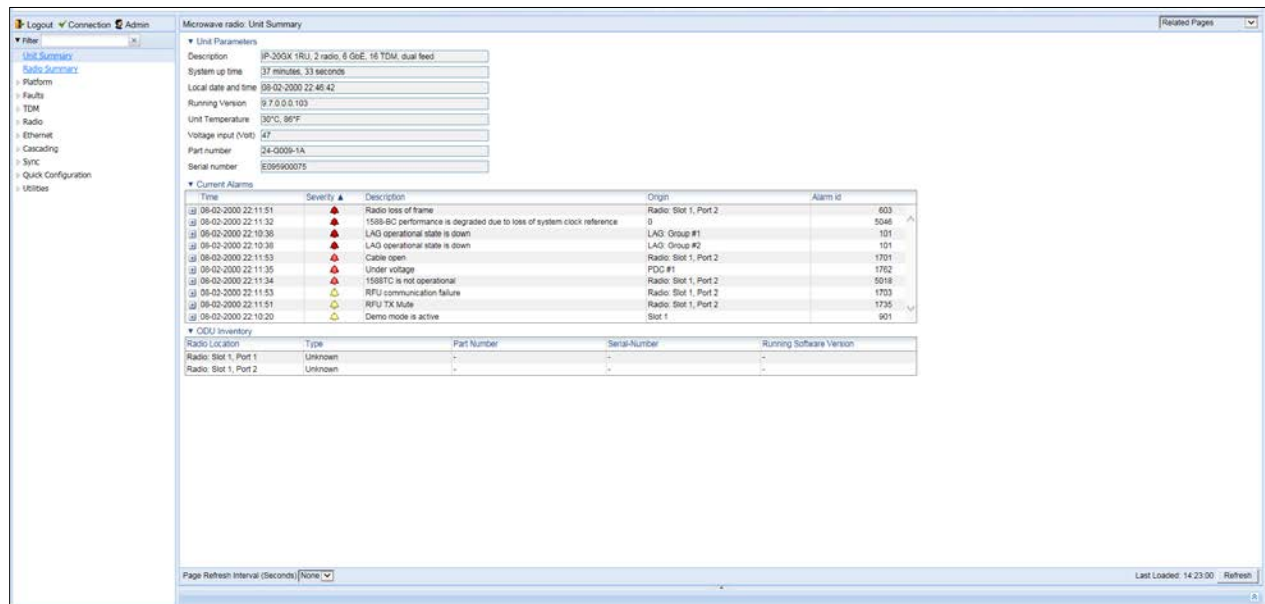 Logout Connection Admin
Filter
Unit Summary
Radio Summary
Platform
Faults
TDM
Radio
Ethernet
Cascading
Sync
Quick Configuration
Utilities
Microwave radio: Unit Summary
Related Pages
Unit Parameters
Description IP-20GX 1RU, 2 radio, 6 GbE, 16 TDM, dual feed
System up time 37 minutes, 33 seconds
Local date and time 08-02-2000 22:46:42
Running Version 9.7.0.0.0.103
Unit Temperature 30°C, 86°F
Voltage input (Volt) 47
Part number 24-G009-1A
Serial number E095900075
Current Alarms
Time Severity Description Origin Alarm id
08-02-2000 22:11:51 Radio loss of frame Radio: Slot 1, Port 2 603
08-02-2000 22:11:32 1588-BC performance is degraded due to loss of system clock reference 0 5046
08-02-2000 22:10:38 LAG operational state is down LAG: Group #1 101
08-02-2000 22:10:38 LAG operational state is down LAG: Group #2 101
08-02-2000 22:11:53 Cable open Radio: Slot 1, Port 2 1701
08-02-2000 22:11:35 Under voltage PDC #1 1762
08-02-2000 22:11:34 1588TC is not operational Radio: Slot 1, Port 2 5018
08-02-2000 22:11:53 RFU communication failure Radio: Slot 1, Port 2 1703
08-02-2000 22:11:51 RFU TX Mute Radio: Slot 1, Port 2 1735
08-02-2000 22:10:20 Demo mode is active Slot 1 901
ODU Inventory
Radio Location Type Part Number Serial-Number Running Software Version
Radio: Slot 1, Port 1 Unknown - - -
Radio: Slot 1, Port 2 Unknown - - -
Page Refresh Interval (Seconds) None
Last Loaded: 14:23:00 Refresh